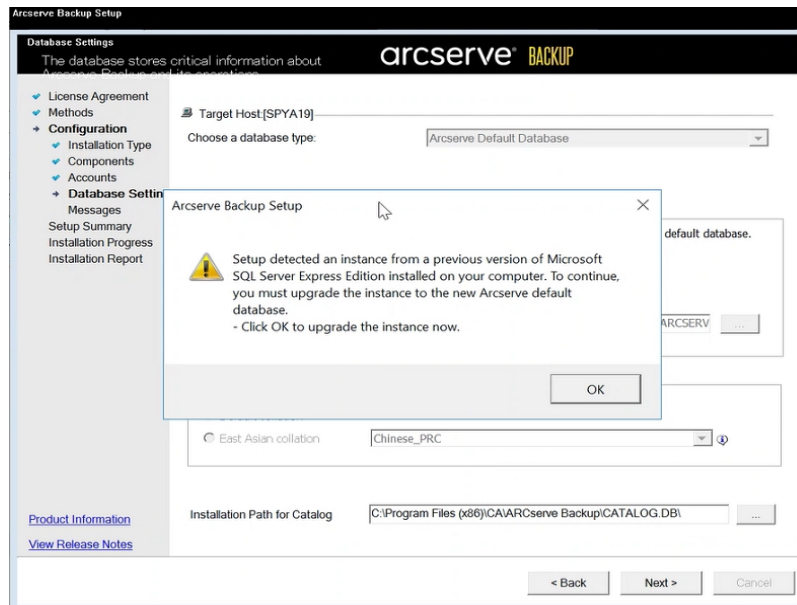 Arcserve Backup Setup
Database Settings
The database stores critical information about
Arcserve Backup and its operations.
arcserve® BACKUP
License Agreement
Methods
Configuration
Installation Type
Components
Accounts
Database Settin
Messages
Setup Summary
Installation Progress
Installation Report
Product Information
View Release Notes
Target Host:[SPYA19]
Choose a database type:
Arcserve Default Database
default database.
ARCSERV
...
Arcserve Backup Setup
Setup detected an instance from a previous version of Microsoft
SQL Server Express Edition installed on your computer. To continue,
you must upgrade the instance to the new Arcserve default
database.
- Click OK to upgrade the instance now.
OK
East Asian collation
Chinese_PRC
Installation Path for Catalog
C:\Program Files (x86)\CA\ARCserve Backup\CATALOG.DB\
...
< Back
Next >
Cancel